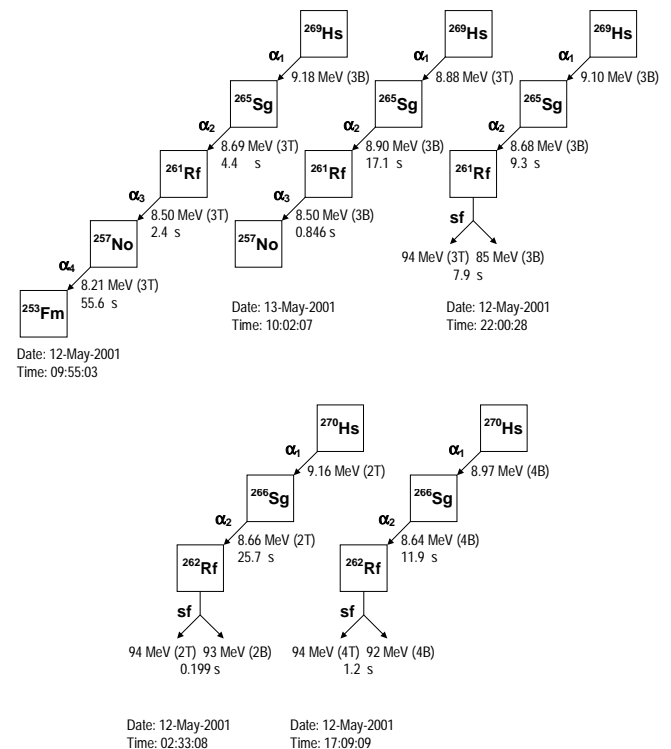 269Hs
α1
9.18 MeV (3B)
265Sg
α2
8.69 MeV (3T)
4.4 s
261Rf
α3
8.50 MeV (3T)
2.4 s
257No
α4
8.21 MeV (3T)
55.6 s
253Fm
Date: 12-May-2001
Time: 09:55:03
269Hs
α1
8.88 MeV (3T)
265Sg
α2
8.90 MeV (3B)
17.1 s
261Rf
α3
8.50 MeV (3B)
0.846 s
257No
Date: 13-May-2001
Time: 10:02:07
269Hs
α1
9.10 MeV (3B)
265Sg
α2
8.68 MeV (3B)
9.3 s
261Rf
sf
94 MeV (3T) 85 MeV (3B)
7.9 s
Date: 12-May-2001
Time: 22:00:28
270Hs
α1
9.16 MeV (2T)
266Sg
α2
8.66 MeV (2T)
25.7 s
262Rf
sf
94 MeV (2T) 93 MeV (2B)
0.199 s
Date: 12-May-2001
Time: 02:33:08
270Hs
α1
8.97 MeV (4B)
266Sg
α2
8.64 MeV (4B)
11.9 s
262Rf
sf
94 MeV (4T) 92 MeV (4B)
1.2 s
Date: 12-May-2001
Time: 17:09:09